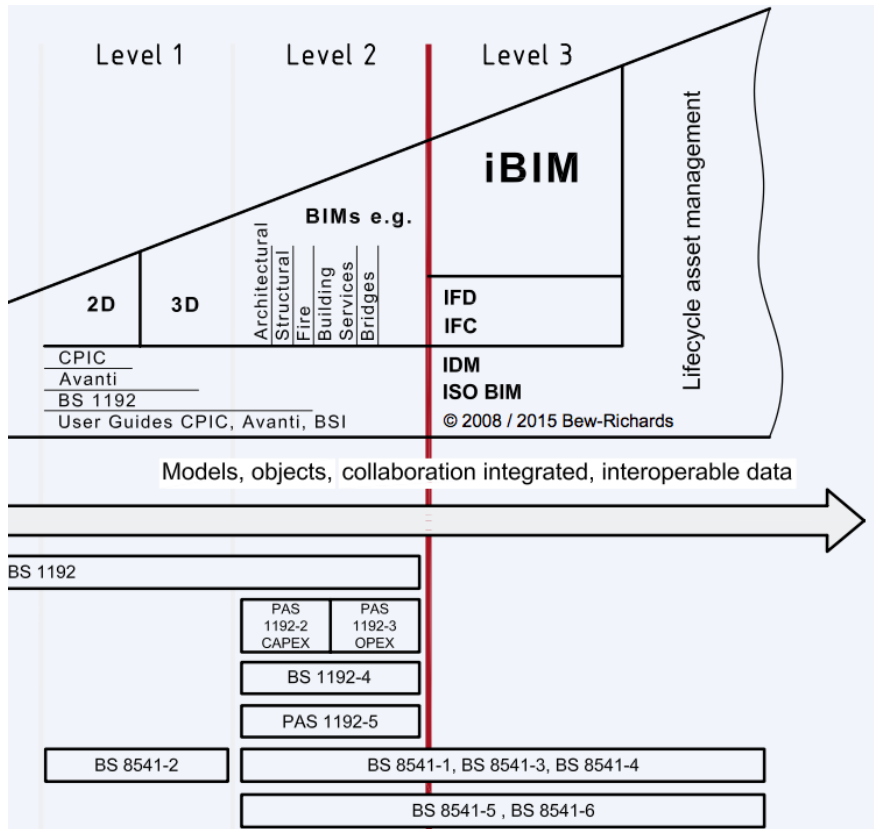 Level 1
Level 2
Level 3
iBIM
Lifecycle asset management
BIMs e.g.
Architectural
Structural
Fire
Building
Services
Bridges
2D
3D
IFD
IFC
CPIC
Avanti
BS 1192
User Guides CPIC, Avanti, BSI
IDM
ISO BIM
© 2008 / 2015 Bew-Richards
Models, objects, collaboration integrated, interoperable data
BS 1192
PAS
1192-2
CAPEX
PAS
1192-3
OPEX
BS 1192-4
PAS 1192-5
BS 8541-2
BS 8541-1, BS 8541-3, BS 8541-4
BS 8541-5 , BS 8541-6